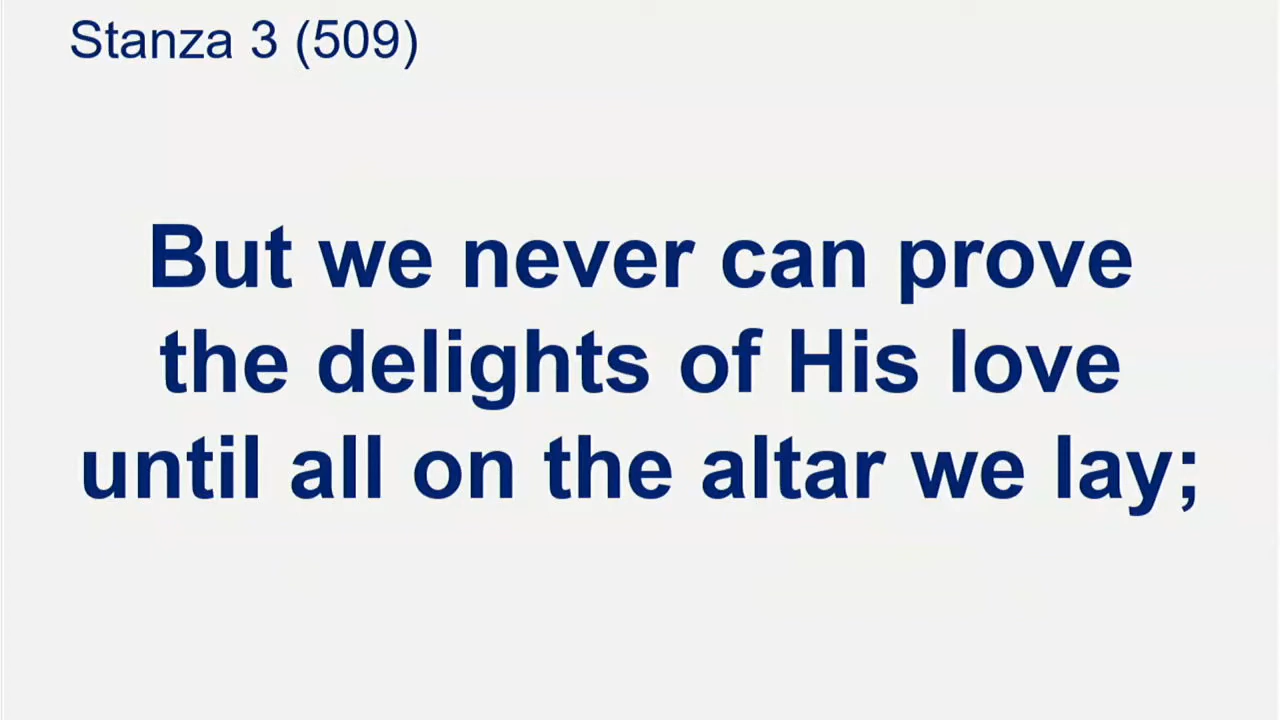 Stanza 3 (509)
But we never can prove
the delights of His love
until all on the altar we lay;